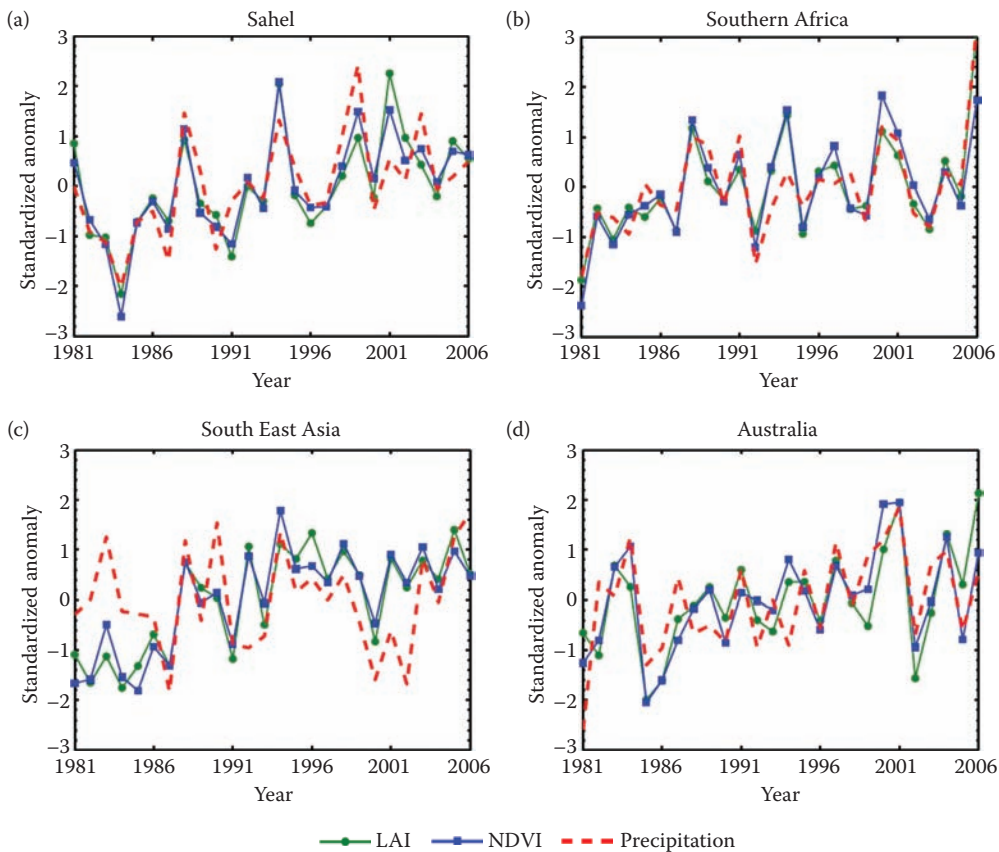 (a) Sahel
Standardized anomaly
3
2
1
0
−1
−2
−3
1981 1986 1991 1996 2001 2006
Year
(b) Southern Africa
Standardized anomaly
3
2
1
0
−1
−2
−3
1981 1986 1991 1996 2001 2006
Year
(c) South East Asia
Standardized anomaly
3
2
1
0
−1
−2
−3
1981 1986 1991 1996 2001 2006
Year
(d) Australia
Standardized anomaly
3
2
1
0
−1
−2
−3
1981 1986 1991 1996 2001 2006
Year
LAI NDVI Precipitation